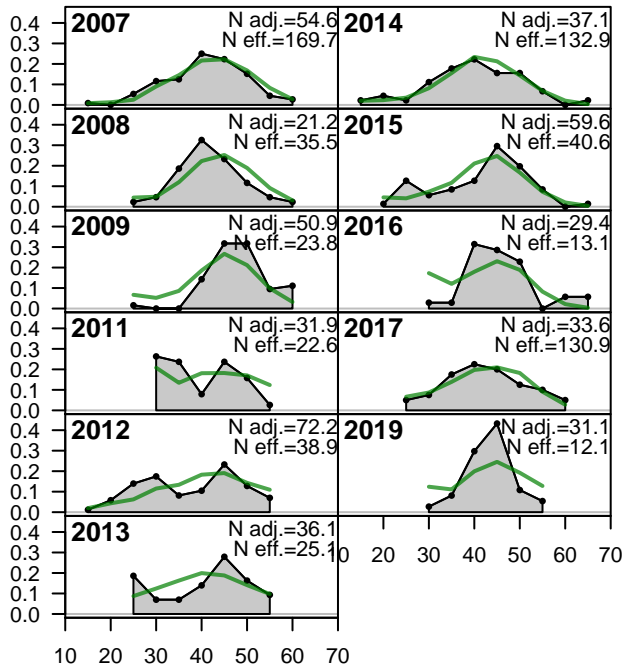 2007
N adj.=54.6
N eff.=169.7
0.4
0.3
0.2
0.1
0.0
2008
N adj.=21.2
N eff.=35.5
0.4
0.3
0.2
0.1
0.0
2009
N adj.=50.9
N eff.=23.8
0.4
0.3
0.2
0.1
0.0
2011
N adj.=31.9
N eff.=22.6
0.4
0.3
0.2
0.1
0.0
2012
N adj.=72.2
N eff.=38.9
0.4
0.3
0.2
0.1
0.0
2013
N adj.=36.1
N eff.=25.1
0.4
0.3
0.2
0.1
0.0
10 20 30 40 50 60 70
2014
N adj.=37.1
N eff.=132.9
2015
N adj.=59.6
N eff.=40.6
2016
N adj.=29.4
N eff.=13.1
2017
N adj.=33.6
N eff.=130.9
2019
N adj.=31.1
N eff.=12.1
10 20 30 40 50 60 70